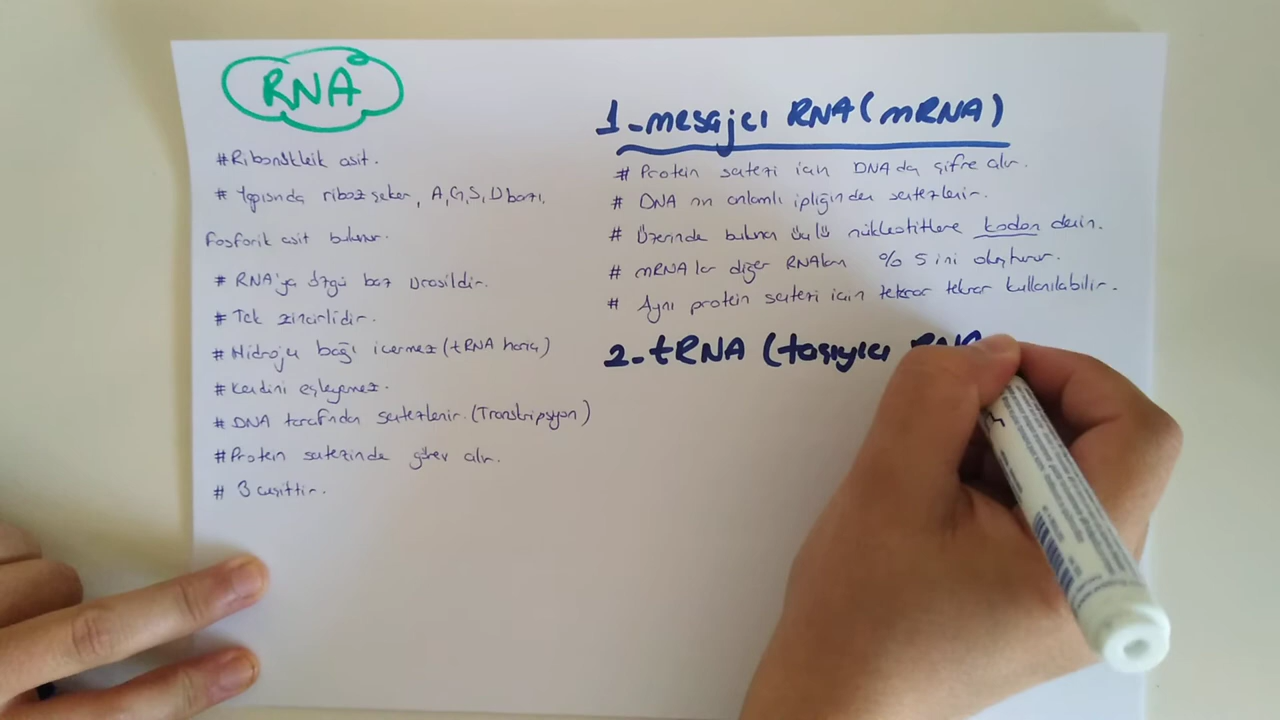 RNA
# Ribonükleik asit.
# Yapısında riboz şeker, A,G,S,U bazı,
Fosforik asit bulunur.
# RNA'ya özgü baz Urasildir.
# Tek zincirlidir.
# Hidrojen bağı içermez (tRNA hariç)
# Kendini eşleyemez.
# DNA tarafından sentezlenir. (Transkripsiyon)
# Protein sentezinde görev alır.
# 3 çeşittir.
1-mesajcı RNA (mRNA)
# Protein sentezi için DNA'da şifre alır.
# DNA nın anlamlı ipliğinden sentezlenir.
# Üzerinde bulunan üçlü nükleotitlere kodon denir.
# mRNA lar diğer RNA'ların %5 ini oluşturur.
# Aynı protein sentezi için tekrar tekrar kullanılabilir.
2-tRNA (taşıyıcı RNA